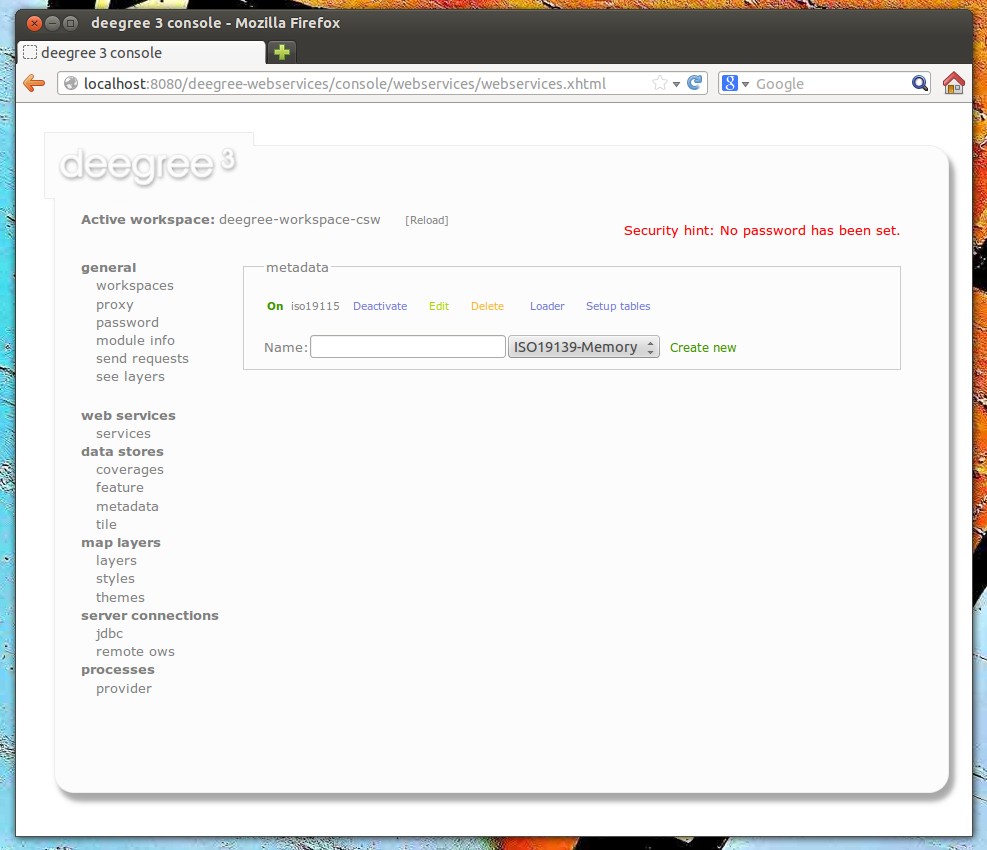 deegree 3 console - Mozilla Firefox
deegree 3 console
localhost:8080/deegree-webservices/console/webservices/webservices.xhtml
Google
deegree 3
Active workspace: deegree-workspace-csw [Reload]
Security hint: No password has been set.
general
workspaces
proxy
password
module info
send requests
see layers
web services
services
data stores
coverages
feature
metadata
tile
map layers
layers
styles
themes
server connections
jdbc
remote ows
processes
provider
metadata
On iso19115 Deactivate Edit Delete Loader Setup tables
Name: ISO19139-Memory Create new